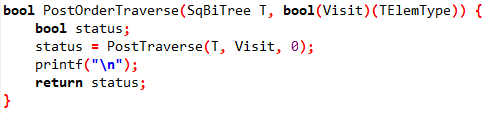 bool PostOrderTraverse(SqBiTree T, bool(Visit)(TElemType)) {
    bool status;
    status = PostTraverse(T, Visit, 0);
    printf("\n");
    return status;
}